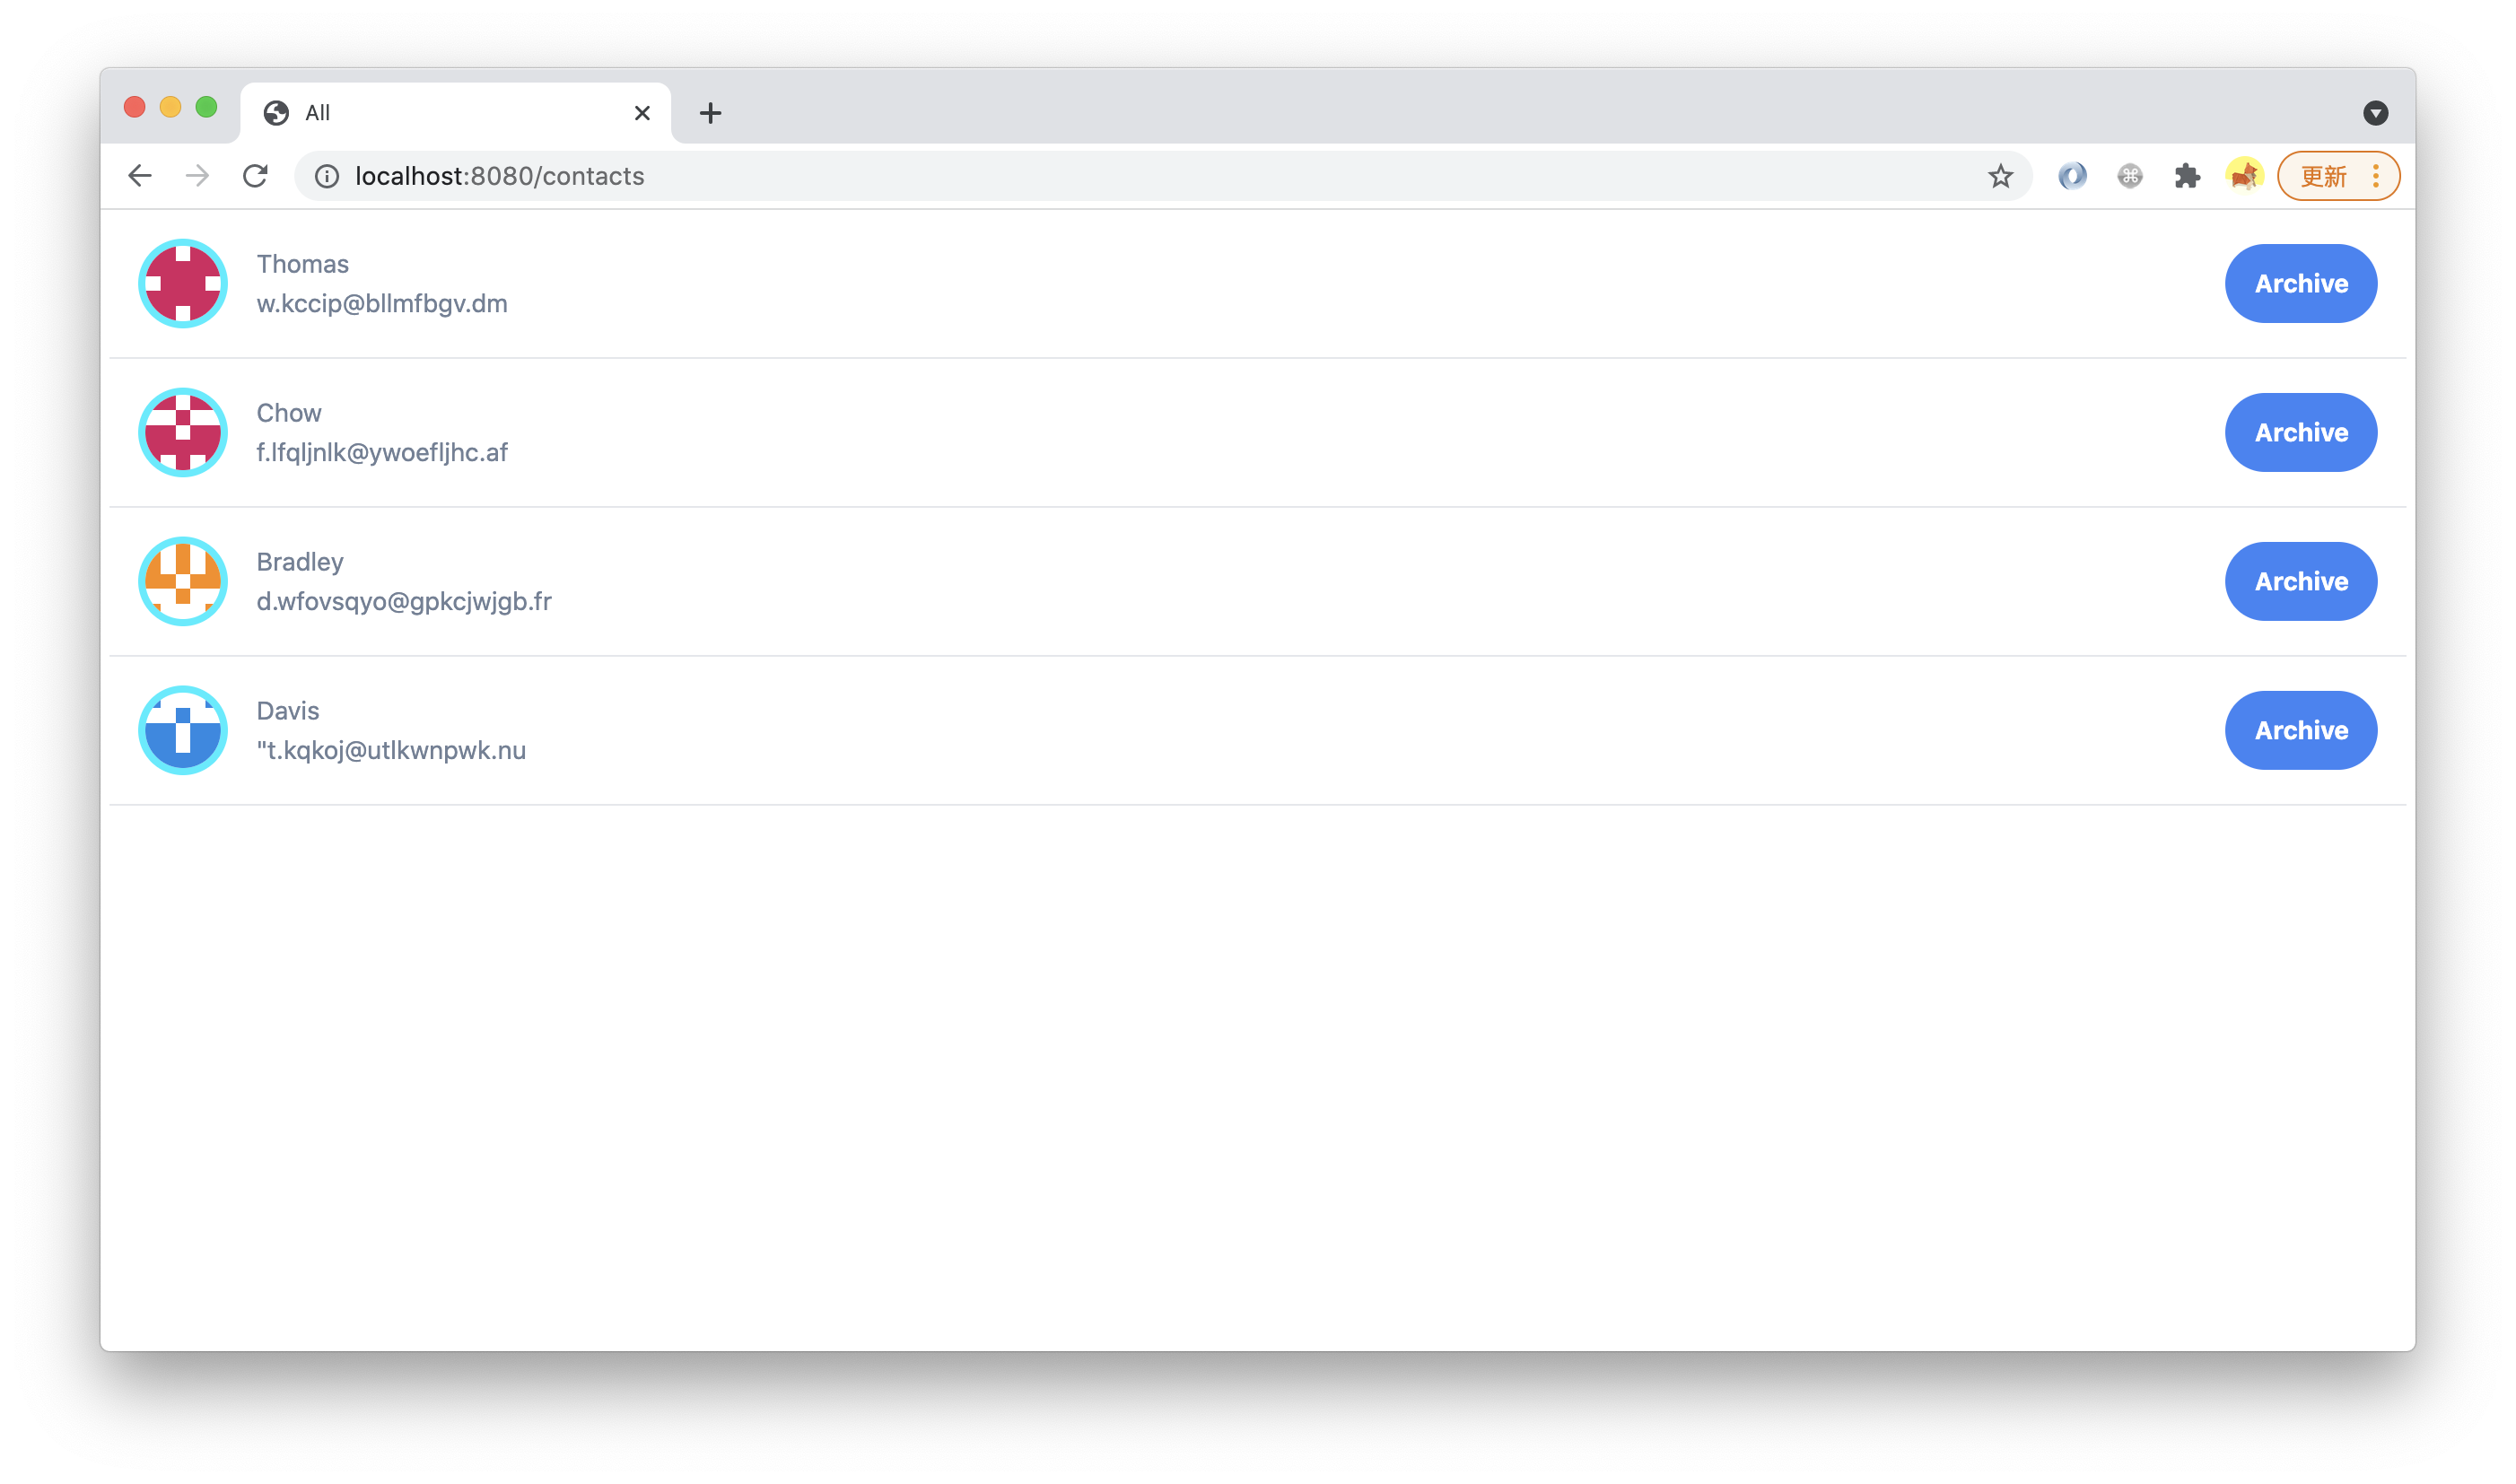 All
localhost:8080/contacts
更新
Thomas
w.kccip@bllmfbgv.dm
Archive
Chow
f.lfqljnlk@ywoefljhc.af
Archive
Bradley
d.wfovsqyo@gpkcjwjgb.fr
Archive
Davis
"t.kqkoj@utlkwnpwk.nu
Archive